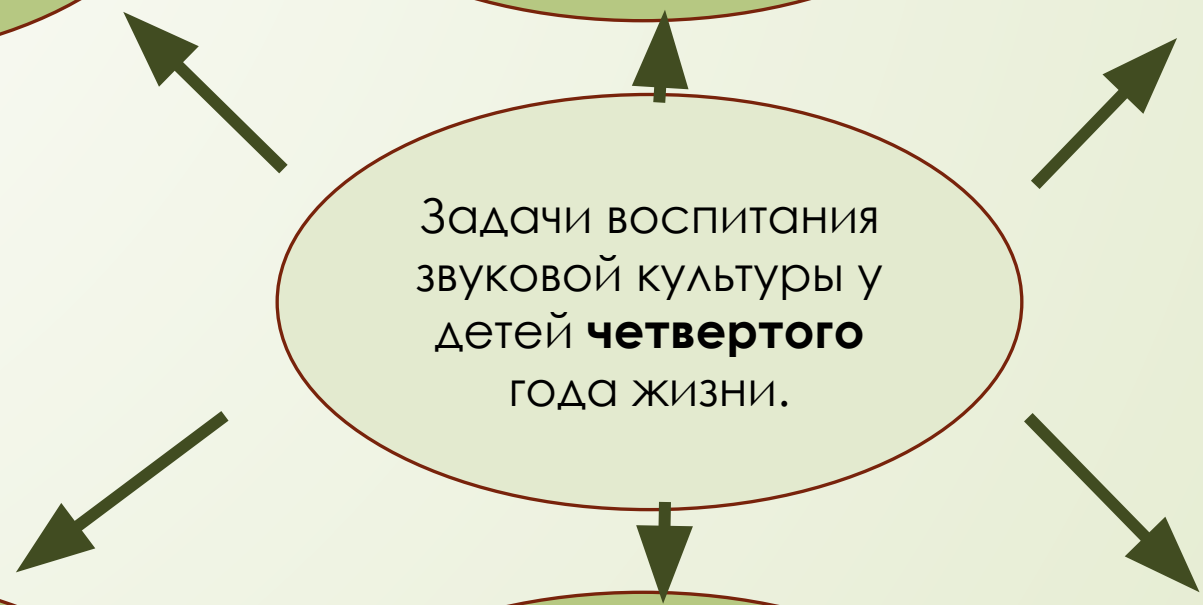 Задачи воспитания
звуковой культуры у
детей четвертого
года жизни.